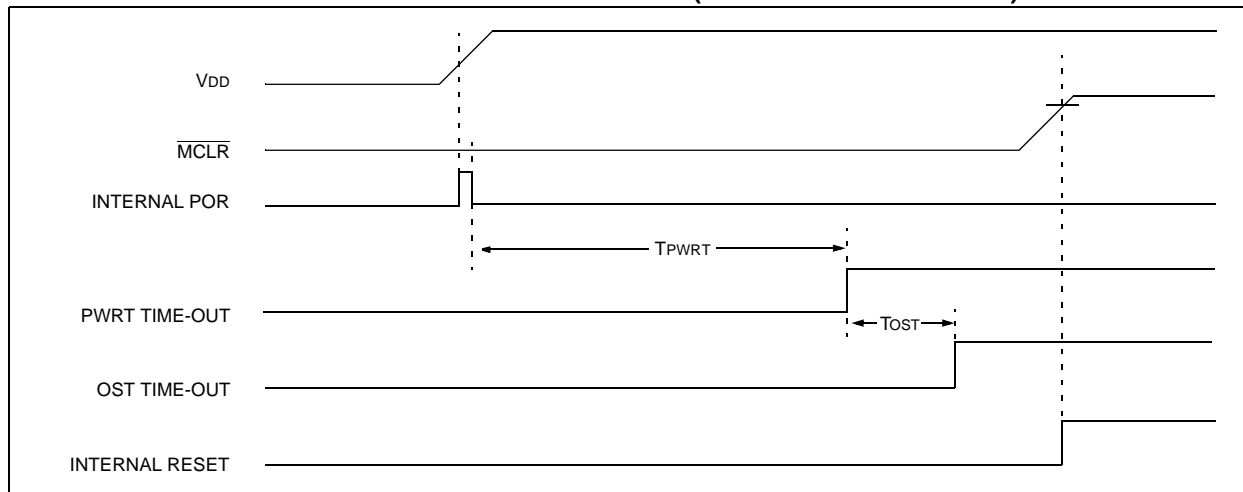 VDD
MCLR
INTERNAL POR
TPWRT
PWRT TIME-OUT
TOST
OST TIME-OUT
INTERNAL RESET